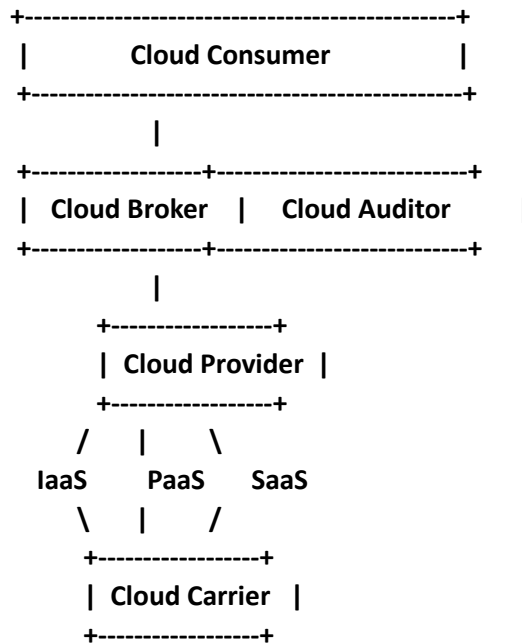 +------------------------------------------------+
| Cloud Consumer |
+------------------------------------------------+
|
+-------------------+----------------------------+
| Cloud Broker | Cloud Auditor |
+-------------------+----------------------------+
|
+------------------+
| Cloud Provider |
+------------------+
/ | \
IaaS PaaS SaaS
\ | /
+------------------+
| Cloud Carrier |
+------------------+